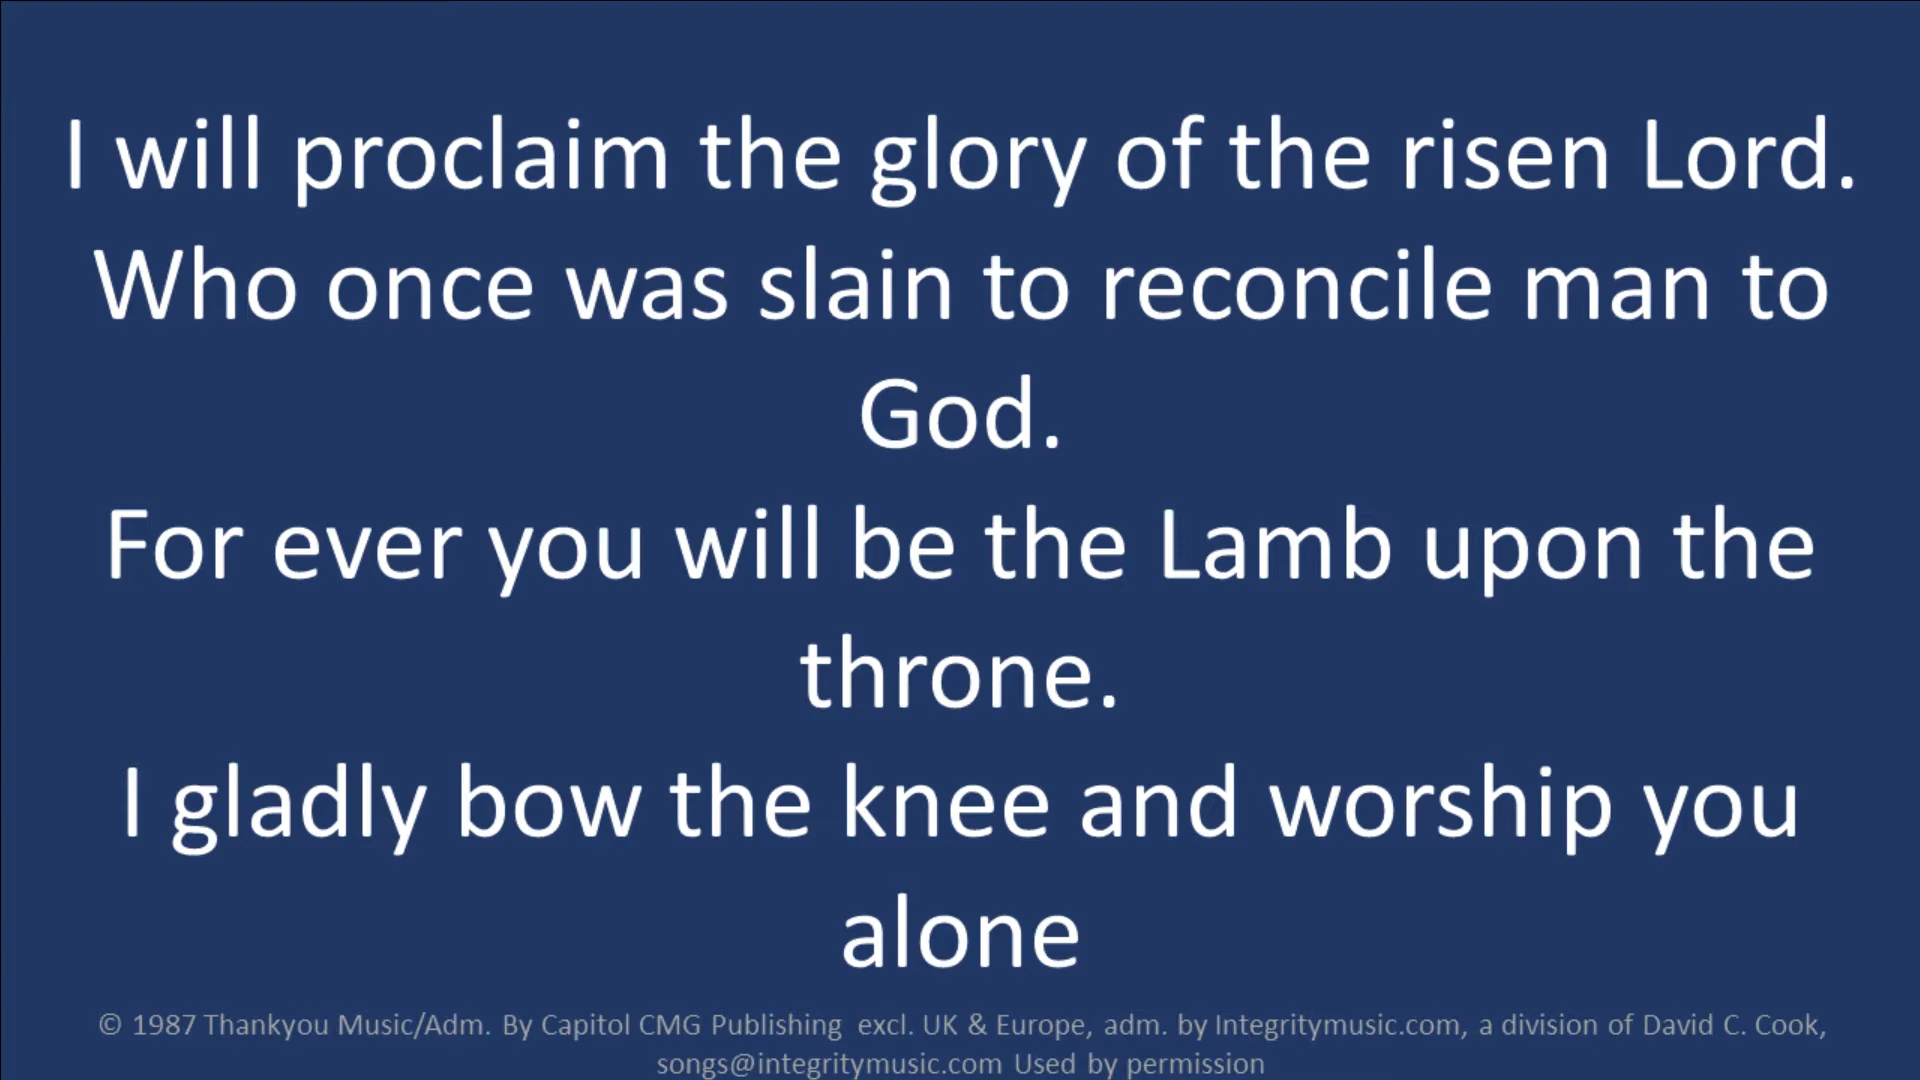 I will proclaim the glory of the risen Lord.
Who once was slain to reconcile man to
God.
For ever you will be the Lamb upon the
throne.
I gladly bow the knee and worship you
alone
© 1987 Thankyou Music/Adm. By Capitol CMG Publishing excl. UK & Europe, adm. by Integritymusic.com, a division of David C. Cook,
songs@integritymusic.com Used by permission